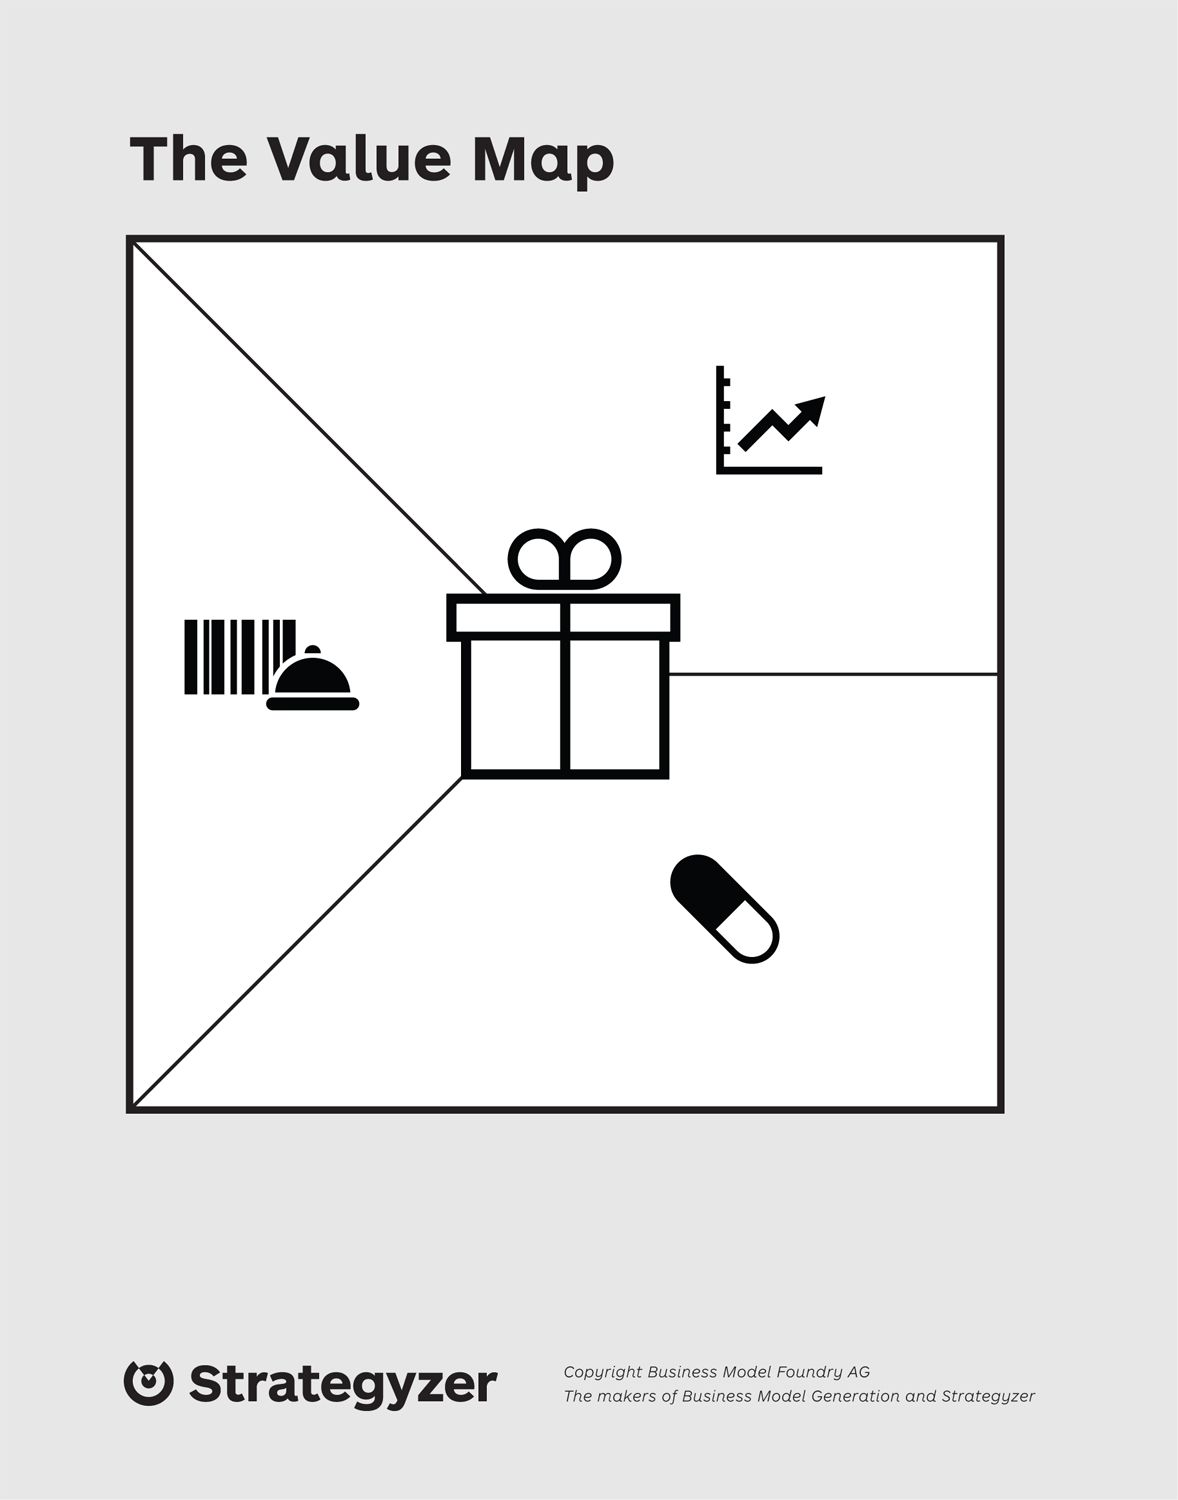 The Value Map
Strategyzer
Copyright Business Model Foundry AG
The makers of Business Model Generation and Strategyzer